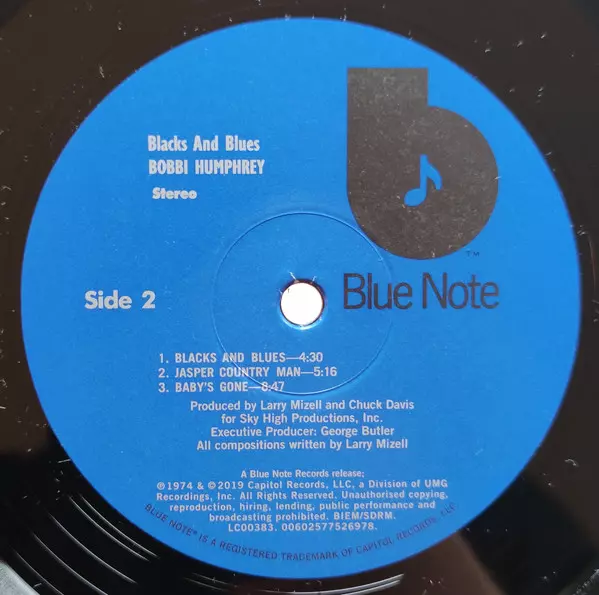 Blacks And Blues
BOBBI HUMPHREY
Stereo
TM
Blue Note
Side 2
1. BLACKS AND BLUES—4:30
2. JASPER COUNTRY MAN—5:16
3. BABY'S GONE—8:47
Produced by Larry Mizell and Chuck Davis
for Sky High Productions, Inc.
Executive Producer: George Butler
All compositions written by Larry Mizell
A Blue Note Records release;
℗1974 & ©2019 Capitol Records, LLC, a Division of UMG
Recordings, Inc. All Rights Reserved. Unauthorised copying,
reproduction, hiring, lending, public performance and
broadcasting prohibited. BIEM/SDRM.
LC00383. 00602577526978.
BLUE NOTE® IS A REGISTERED TRADEMARK OF CAPITOL RECORDS, LLC